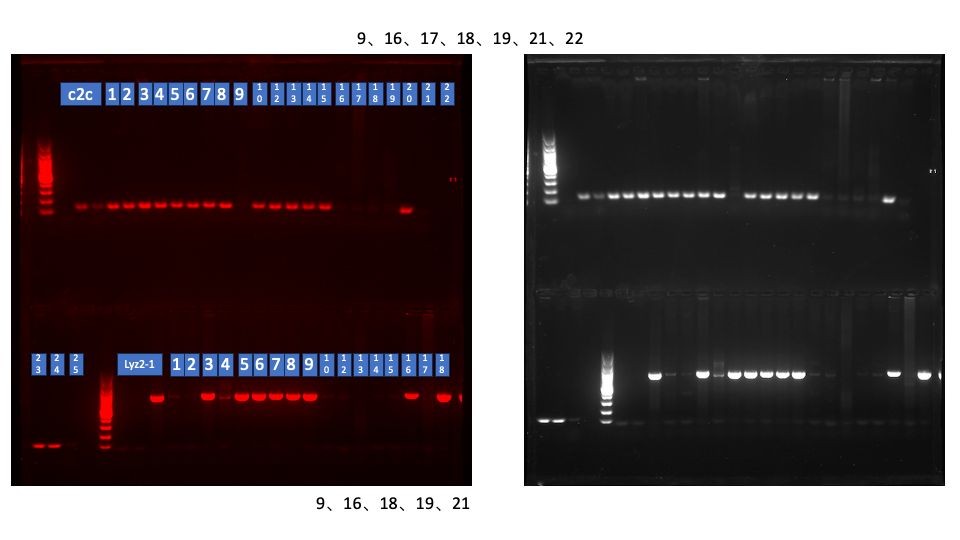 9、16、17、18、19、21、22
c2c 1 2 3 4 5 6 7 8 9 10 12 13 14 15 16 17 18 19 20 21 22
23 24 25 Lyz2-1 1 2 3 4 5 6 7 8 9 10 12 13 14 15 16 17 18
9、16、18、19、21